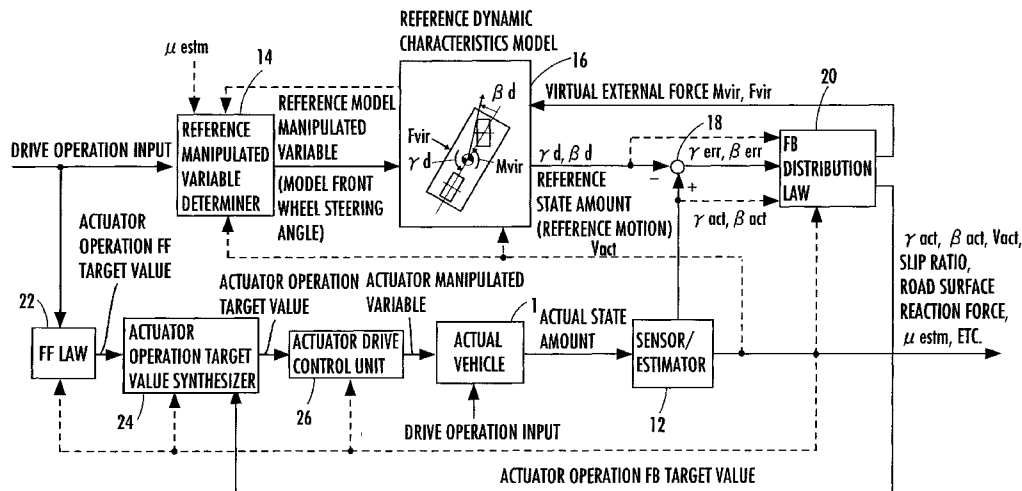 REFERENCE DYNAMIC
CHARACTERISTICS MODEL
μ estm
14
16
20
VIRTUAL EXTERNAL FORCE Mvir, Fvir
β d
Fvir
γ d
Mvir
REFERENCE MODEL
MANIPULATED
VARIABLE
(MODEL FRONT
WHEEL STEERING
ANGLE)
REFERENCE
MANIPULATED
VARIABLE
DETERMINER
DRIVE OPERATION INPUT
18
γ err, β err
FB
DISTRIBUTION
LAW
γ d, β d
REFERENCE
STATE AMOUNT
(REFERENCE MOTION)
Vact
−
+
γ act, β act
ACTUATOR
OPERATION FF
TARGET VALUE
ACTUATOR OPERATION
TARGET VALUE
ACTUATOR MANIPULATED
VARIABLE
γ act, β act, Vact,
SLIP RATIO,
ROAD SURFACE
REACTION FORCE,
μ estm, ETC.
22
FF LAW
ACTUATOR
OPERATION TARGET
VALUE SYNTHESIZER
24
ACTUATOR DRIVE
CONTROL UNIT
26
1
ACTUAL
VEHICLE
ACTUAL STATE
AMOUNT
SENSOR/
ESTIMATOR
12
DRIVE OPERATION INPUT
ACTUATOR OPERATION FB TARGET VALUE